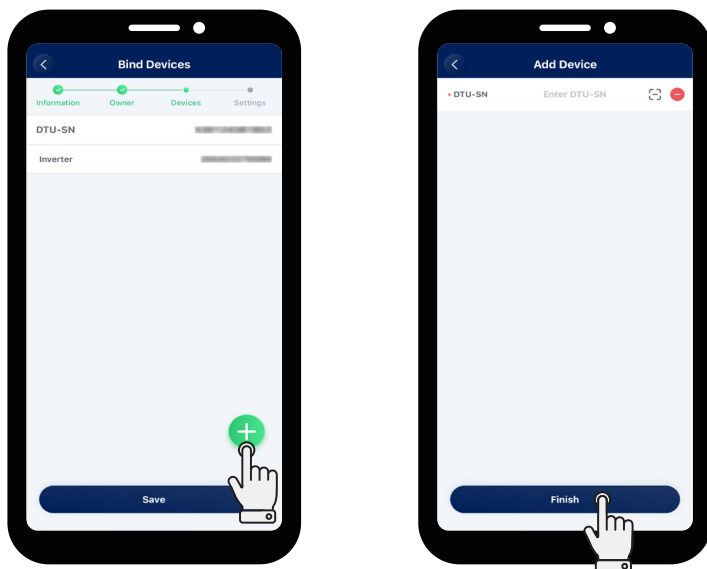 Bind Devices
Information Owner Devices Settings
DTU-SN
Inverter
Save
Add Device
• DTU-SN Enter DTU-SN
Finish